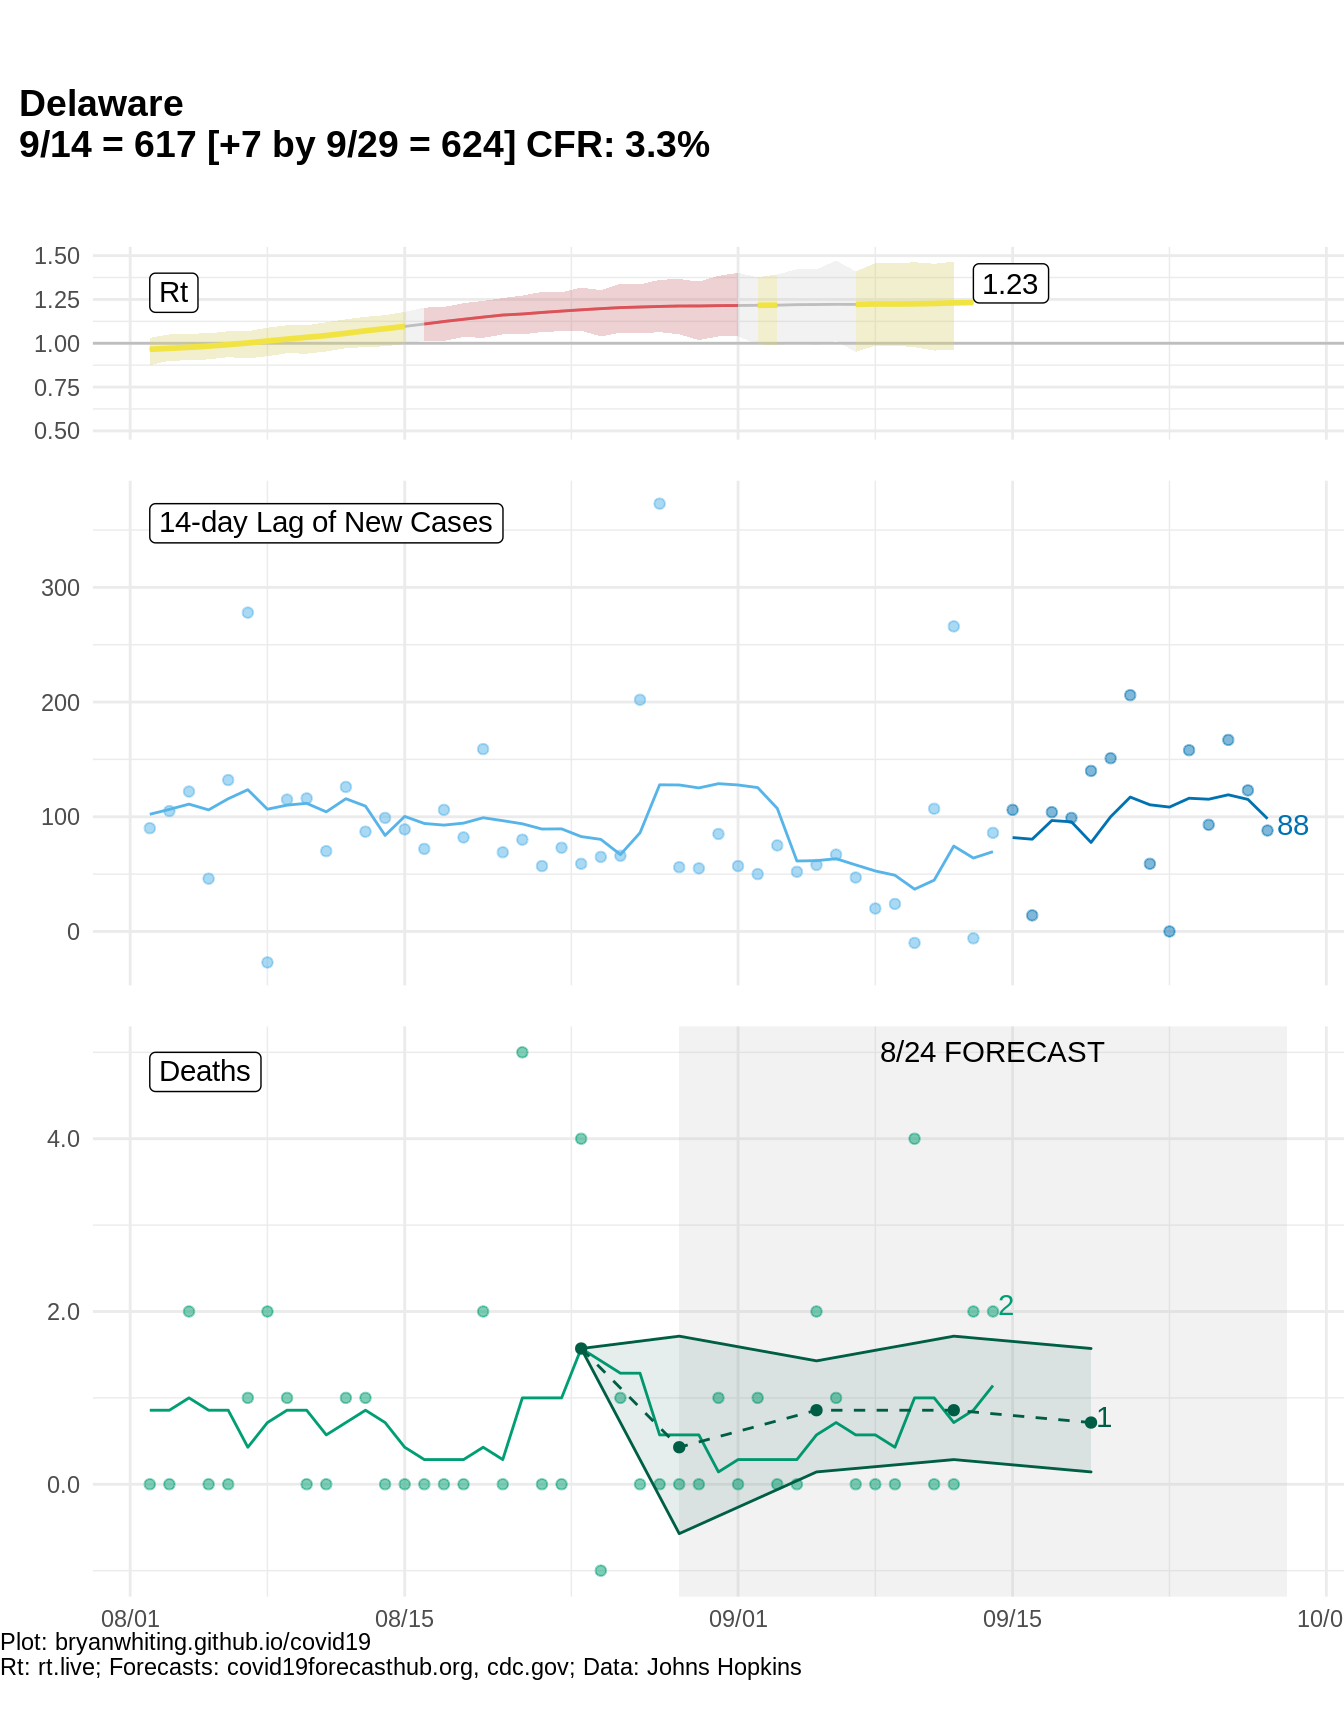 Delaware
9/14 = 617 [+7 by 9/29 = 624] CFR: 3.3%
1.50
1.25
1.00
0.75
0.50
Rt
1.23
14-day Lag of New Cases
300
200
100
0
88
Deaths
8/24 FORECAST
4.0
2.0
0.0
2
1
08/01
08/15
09/01
09/15
10/0
Plot: bryanwhiting.github.io/covid19
Rt: rt.live; Forecasts: covid19forecasthub.org, cdc.gov; Data: Johns Hopkins